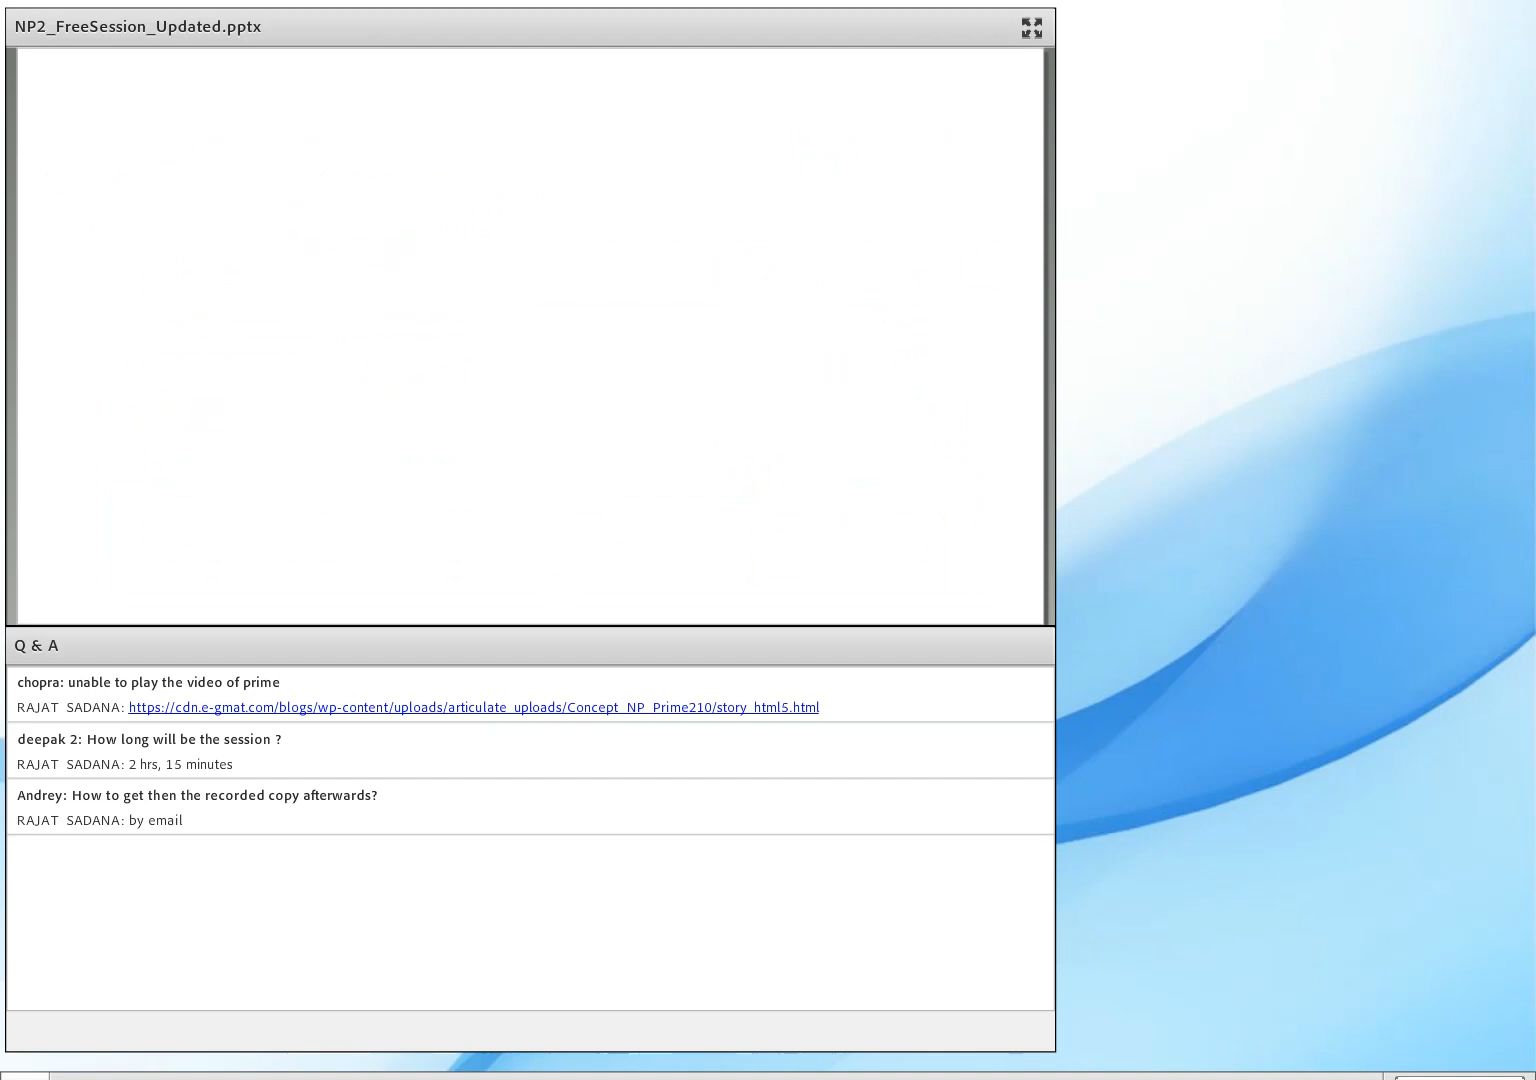 NP2_FreeSession_Updated.pptx
Q & A
chopra: unable to play the video of prime
RAJAT SADANA: https://cdn.e-gmat.com/blogs/wp-content/uploads/articulate_uploads/Concept_NP_Prime210/story_html5.html
deepak 2: How long will be the session ?
RAJAT SADANA: 2 hrs, 15 minutes
Andrey: How to get then the recorded copy afterwards?
RAJAT SADANA: by email